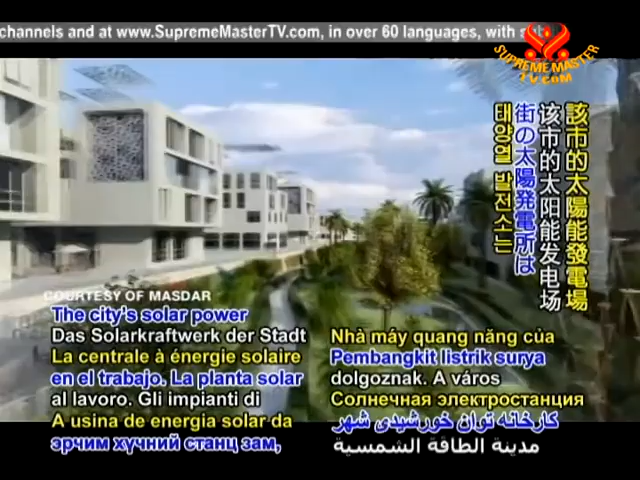 channels and at www.SupremeMasterTV.com, in over 60 languages, with sub
SUPREME MASTER
TV.COM
該市的太陽能發電場
该市的太阳能发电场
街の太陽発電所は
태양열 발전소는
COURTESY OF MASDAR
The city's solar power
Das Solarkraftwerk der Stadt
La centrale à énergie solaire
en el trabajo. La planta solar
al lavoro. Gli impianti di
A usina de energia solar da
эрчим хүчний станц зам,
Nhà máy quang năng của
Pembangkit listrik surya
dolgoznak. A város
Солнечная электростанция
کارخانه توان خورشیدی شهر
مدينة الطاقة الشمسية